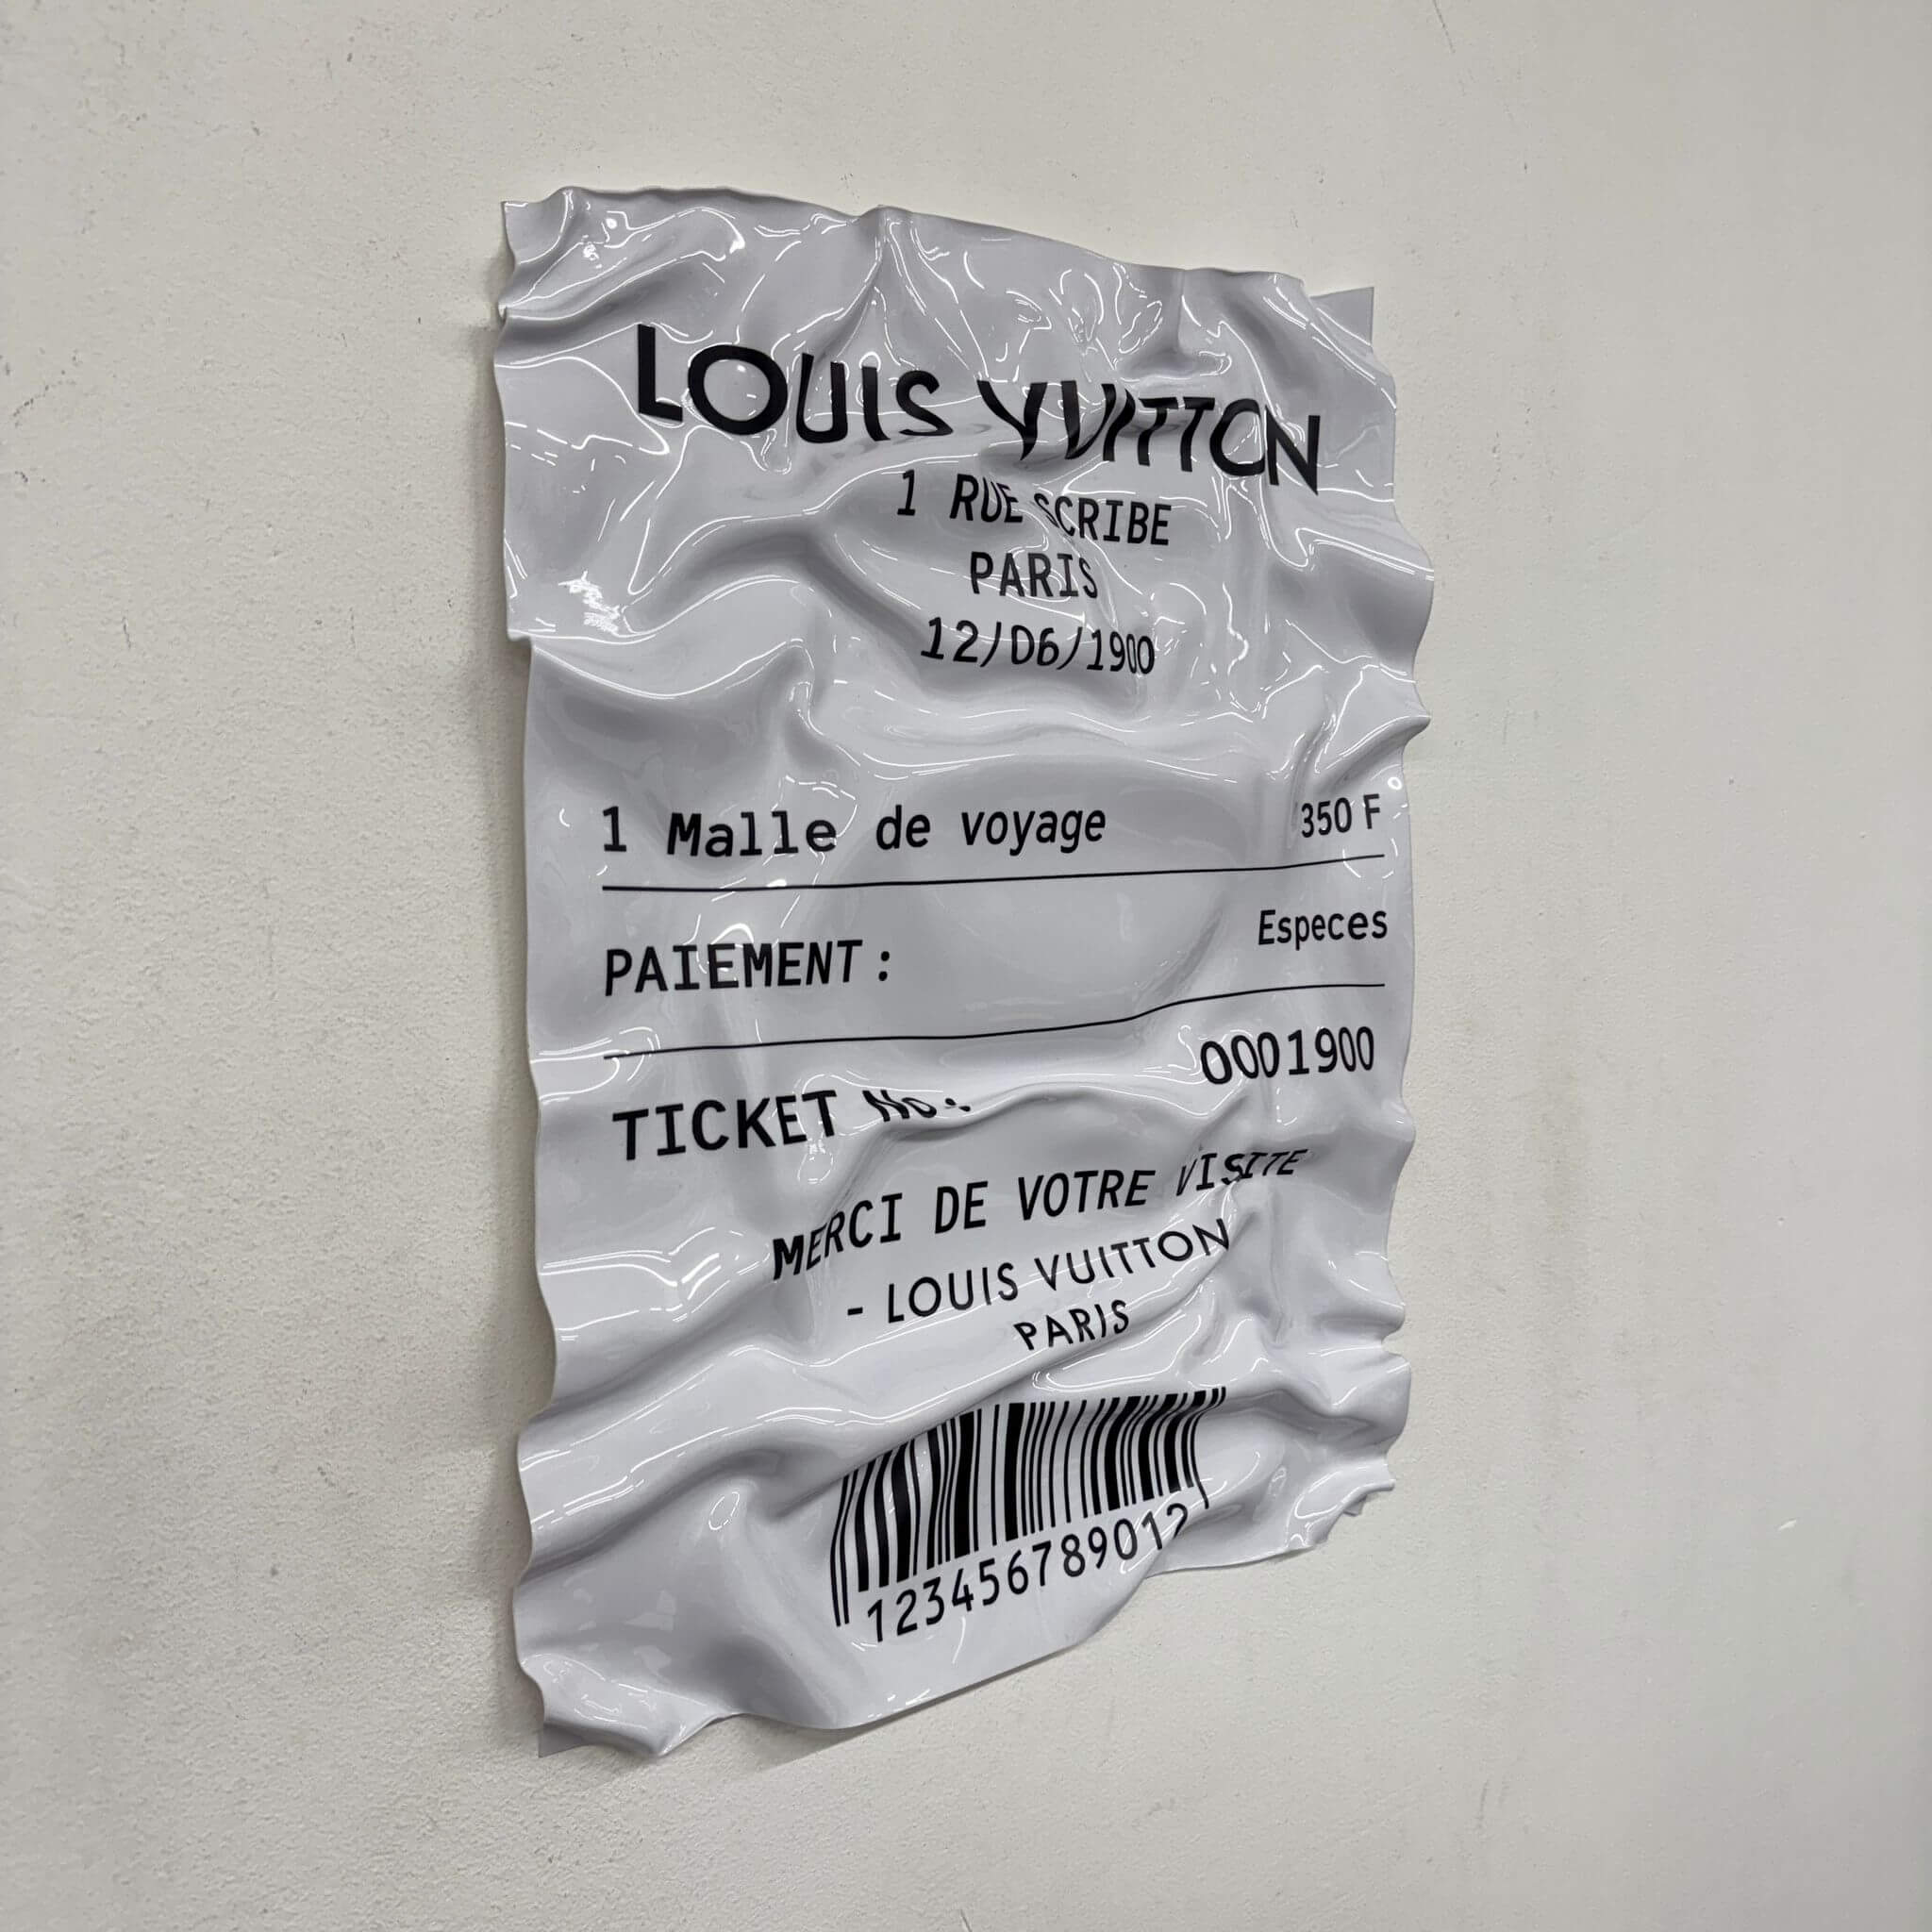 LOUIS VUITTON
1 RUE SCRIBE
PARIS
12/06/1900
1 Malle de voyage 350 F
PAIEMENT : Especes
TICKET No.: 0001900
MERCI DE VOTRE VISITE
- LOUIS VUITTON
PARIS
123456789012